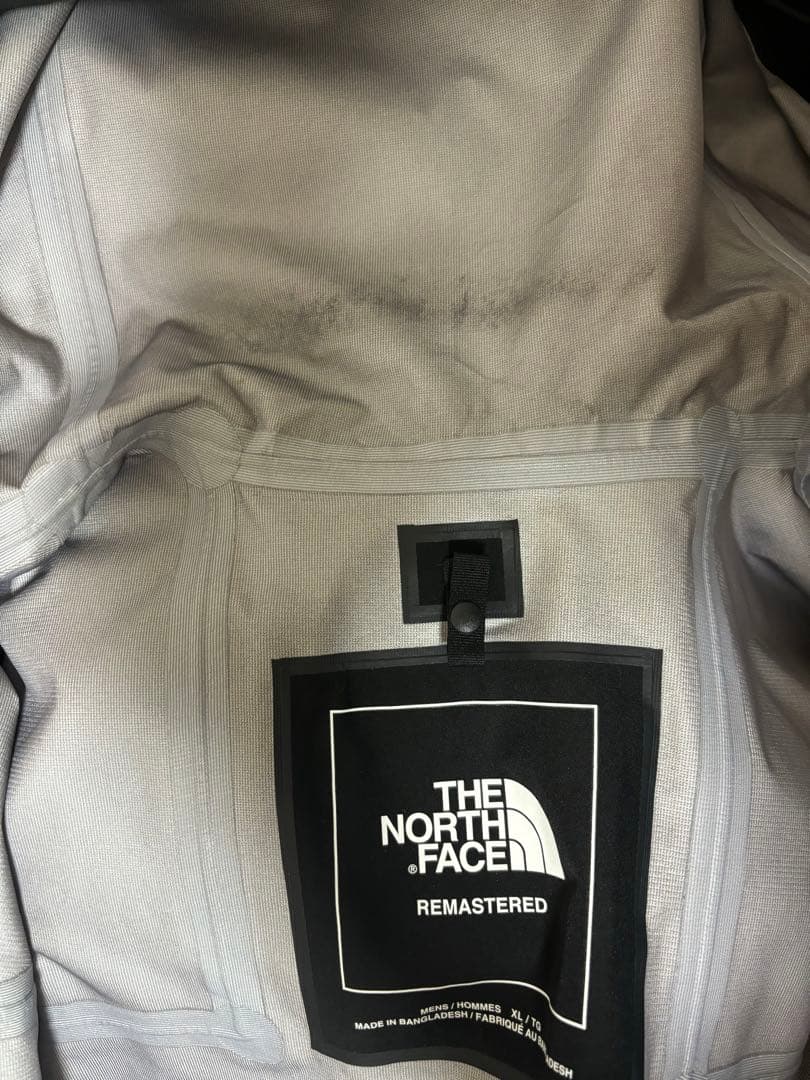 THE
NORTH
FACE
®
REMASTERED
MENS / HOMMES XL / TG
MADE IN BANGLADESH / FABRIQUÉ AU